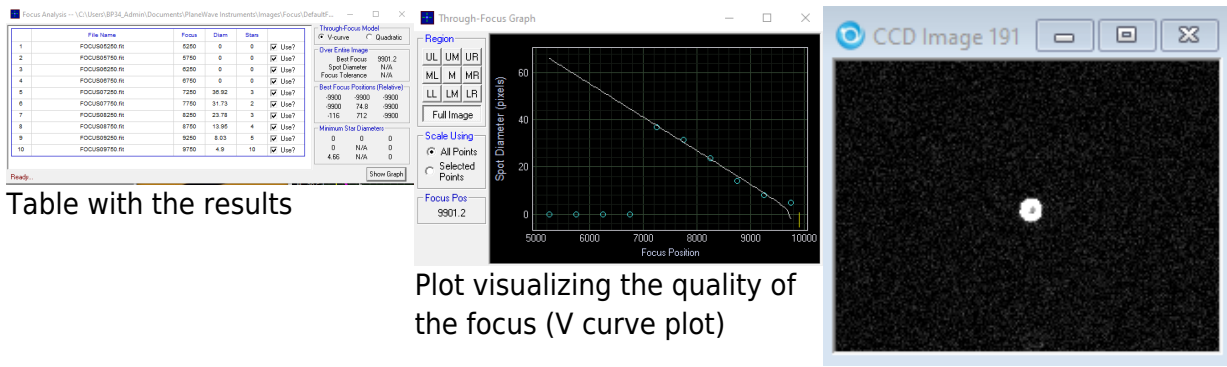 Focus Analysis -- \C:\Users\BP34_Admin\Documents\PlaneWave Instruments\Images\Focus\DefaultF...
File Name Focus Diam Stars
1 FOCUS05250.fit 5250 0 0 Use?
2 FOCUS05750.fit 5750 0 0 Use?
3 FOCUS06250.fit 6250 0 0 Use?
4 FOCUS06750.fit 6750 0 0 Use?
5 FOCUS07250.fit 7250 36.92 3 Use?
6 FOCUS07750.fit 7750 31.73 2 Use?
7 FOCUS08250.fit 8250 23.78 3 Use?
8 FOCUS08750.fit 8750 13.95 4 Use?
9 FOCUS09250.fit 9250 8.03 5 Use?
10 FOCUS09750.fit 9750 4.9 10 Use?
Through-Focus Model
V-curve Quadratic
Over Entire Image
Best Focus 9901.2
Spot Diameter N/A
Focus Tolerance N/A
Best Focus Positions (Relative)
-9900 -9900 -9900
-9900 74.8 -9900
-116 712 -9900
Minimum Star Diameters
0 0 0
0 N/A 0
4.66 N/A 0
Ready..
Show Graph
Table with the results
Through-Focus Graph
Region
UL UM UR
ML M MR
LL LM LR
Full Image
Scale Using
All Points
Selected
Points
Focus Pos
9901.2
Spot Diameter (pixels)
60
40
20
0
5000 6000 7000 8000 9000 10000
Focus Position
Plot visualizing the quality of
the focus (V curve plot)
CCD Image 191